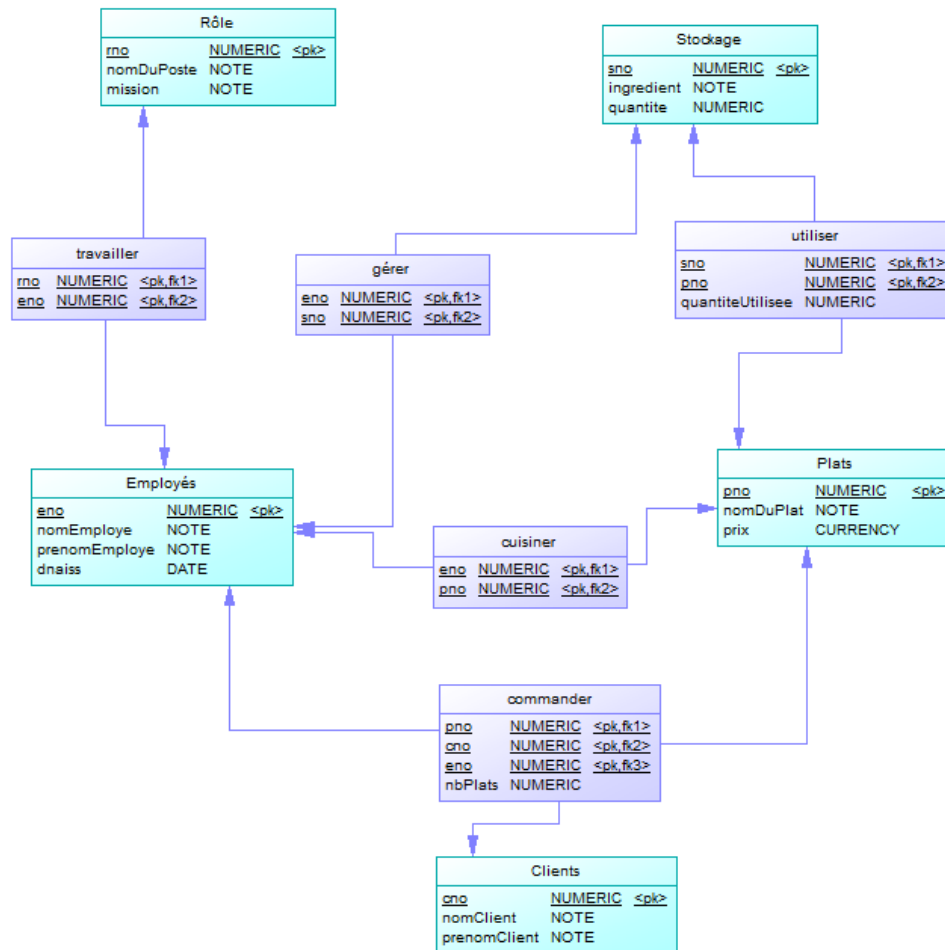 Rôle
rno NUMERIC <pk>
nomDuPoste NOTE
mission NOTE
Stockage
sno NUMERIC <pk>
ingredient NOTE
quantite NUMERIC
travailler
rno NUMERIC <pk,fk1>
eno NUMERIC <pk,fk2>
gérer
eno NUMERIC <pk,fk1>
sno NUMERIC <pk,fk2>
utiliser
sno NUMERIC <pk,fk1>
pno NUMERIC <pk,fk2>
quantiteUtilisee NUMERIC
Employés
eno NUMERIC <pk>
nomEmploye NOTE
prenomEmploye NOTE
dnaiss DATE
cuisiner
eno NUMERIC <pk,fk1>
pno NUMERIC <pk,fk2>
Plats
pno NUMERIC <pk>
nomDuPlat NOTE
prix CURRENCY
commander
pno NUMERIC <pk,fk1>
cno NUMERIC <pk,fk2>
eno NUMERIC <pk,fk3>
nbPlats NUMERIC
Clients
cno NUMERIC <pk>
nomClient NOTE
prenomClient NOTE